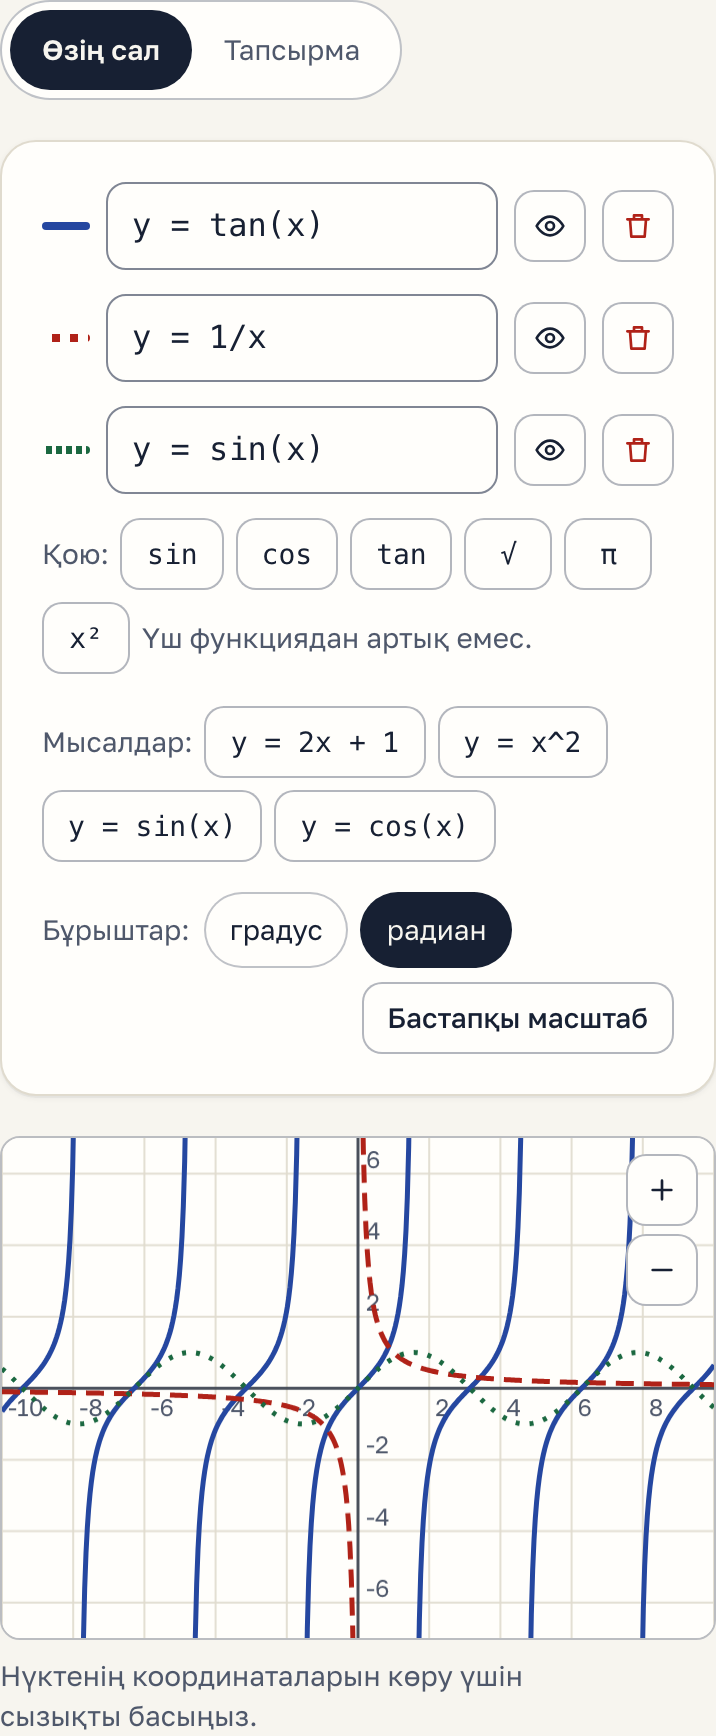 Өзің сал Тапсырма
y = tan(x)
y = 1/x
y = sin(x)
Қою: sin cos tan √ π
x² Үш функциядан артық емес.
Мысалдар: y = 2x + 1 y = x^2
y = sin(x) y = cos(x)
Бұрыштар: градус радиан
Бастапқы масштаб
6
+
4
−
2
-10 -8 -6 -4 -2 2 4 6 8
-2
-4
-6
Нүктенің координаталарын көру үшін
сызықты басыңыз.